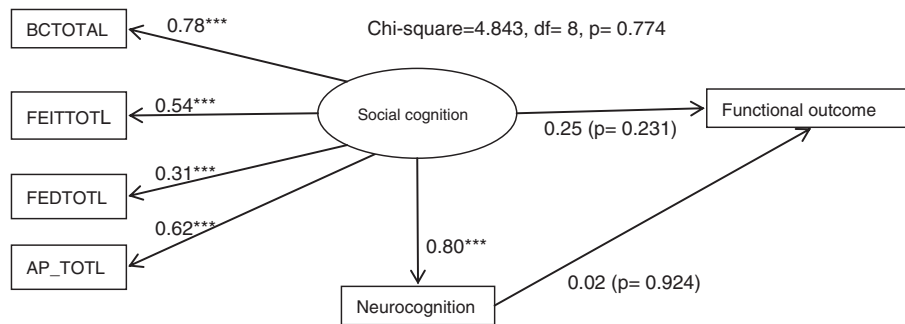 BCTOTAL
0.78***
Chi-square=4.843, df= 8, p= 0.774
FEITTOTL
0.54***
Social cognition
Functional outcome
0.25 (p= 0.231)
FEDTOTL
0.31***
AP_TOTL
0.62***
0.80***
0.02 (p= 0.924)
Neurocognition